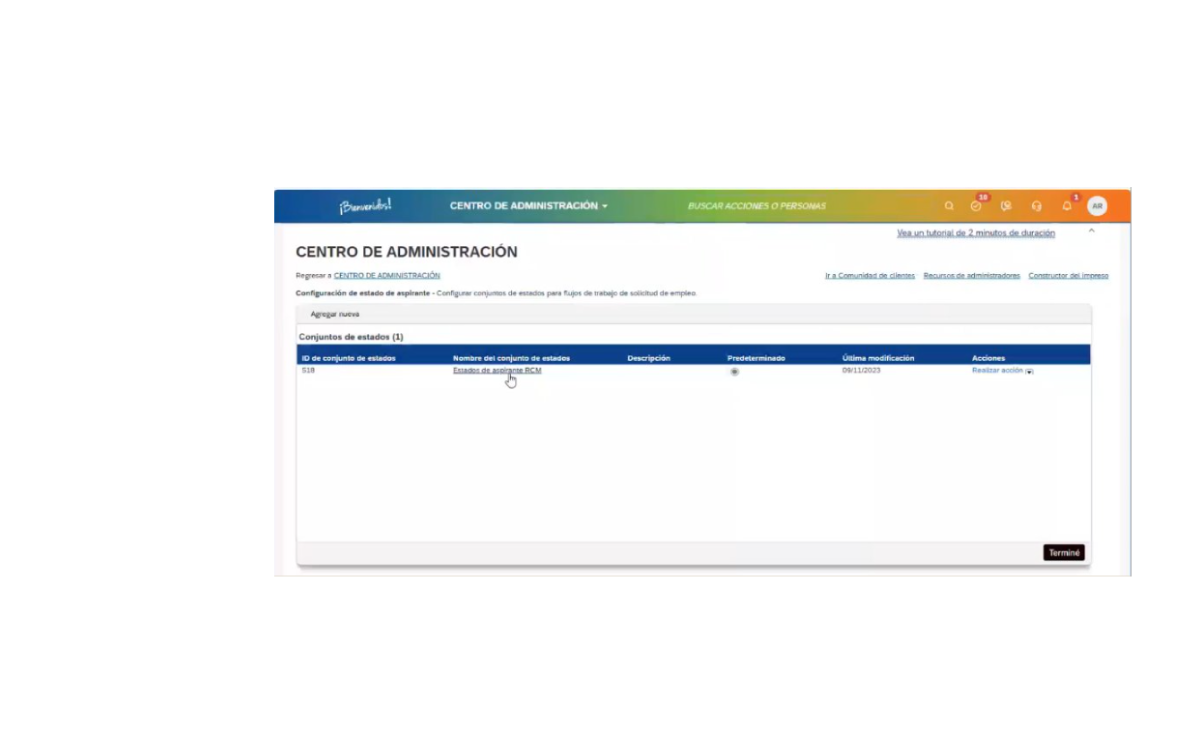 ¡Bienvenidos!
CENTRO DE ADMINISTRACIÓN
BUSCAR ACCIONES O PERSONAS
18
1
AR
Vea un tutorial de 2 minutos de duración
CENTRO DE ADMINISTRACIÓN
Regresar a CENTRO DE ADMINISTRACIÓN
Ir a Comunidad de clientes Recursos de administradores Constructor del impreso
Configuración de estado de aspirante - Configurar conjuntos de estados para flujos de trabajo de solicitud de empleo.
Agregar nueva
Conjuntos de estados (1)
ID de conjunto de estados Nombre del conjunto de estados Descripción Predeterminado Última modificación Acciones
510 Estados de aspirante RCM 09/11/2023 Realizar acción
Terminé